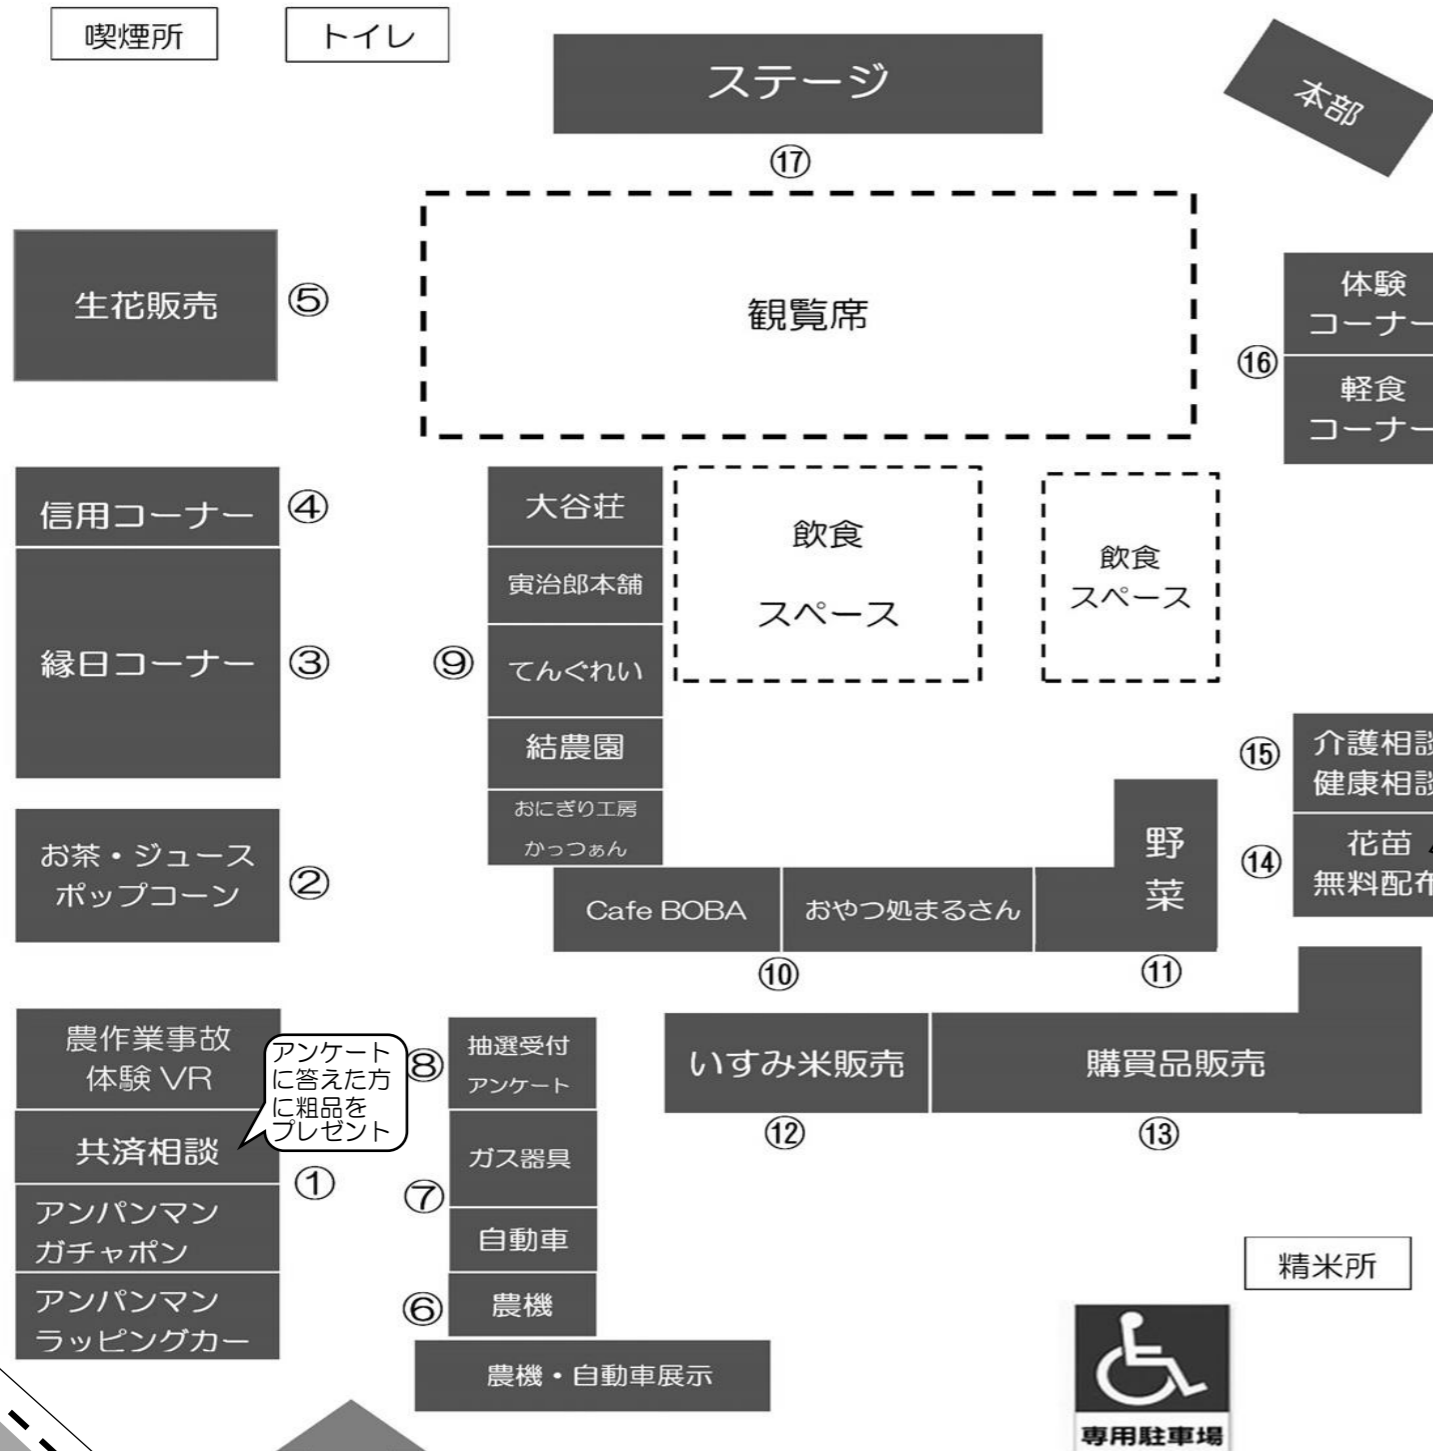 喫煙所
トイレ
ステージ
本部
⑰
生花販売
⑤
観覧席
体験
コーナー
⑯
軽食
コーナー
信用コーナー
④
縁日コーナー
③
お茶・ジュース
ポップコーン
②
大谷荘
寅治郎本舗
てんぐれい
⑨
結農園
おにぎり工房
かっつぁん
飲食
スペース
飲食
スペース
⑮
介護相談
健康相談
⑭
花苗
無料配布
野
菜
Cafe BOBA
おやつ処まるさん
⑩
⑪
農作業事故
体験 VR
アンケート
に答えた方
に粗品を
プレゼント
共済相談
①
アンパンマン
ガチャポン
アンパンマン
ラッピングカー
⑧
抽選受付
アンケート
ガス器具
⑦
自動車
⑥
農機
農機・自動車展示
いすみ米販売
購買品販売
⑫
⑬
精米所
専用駐車場